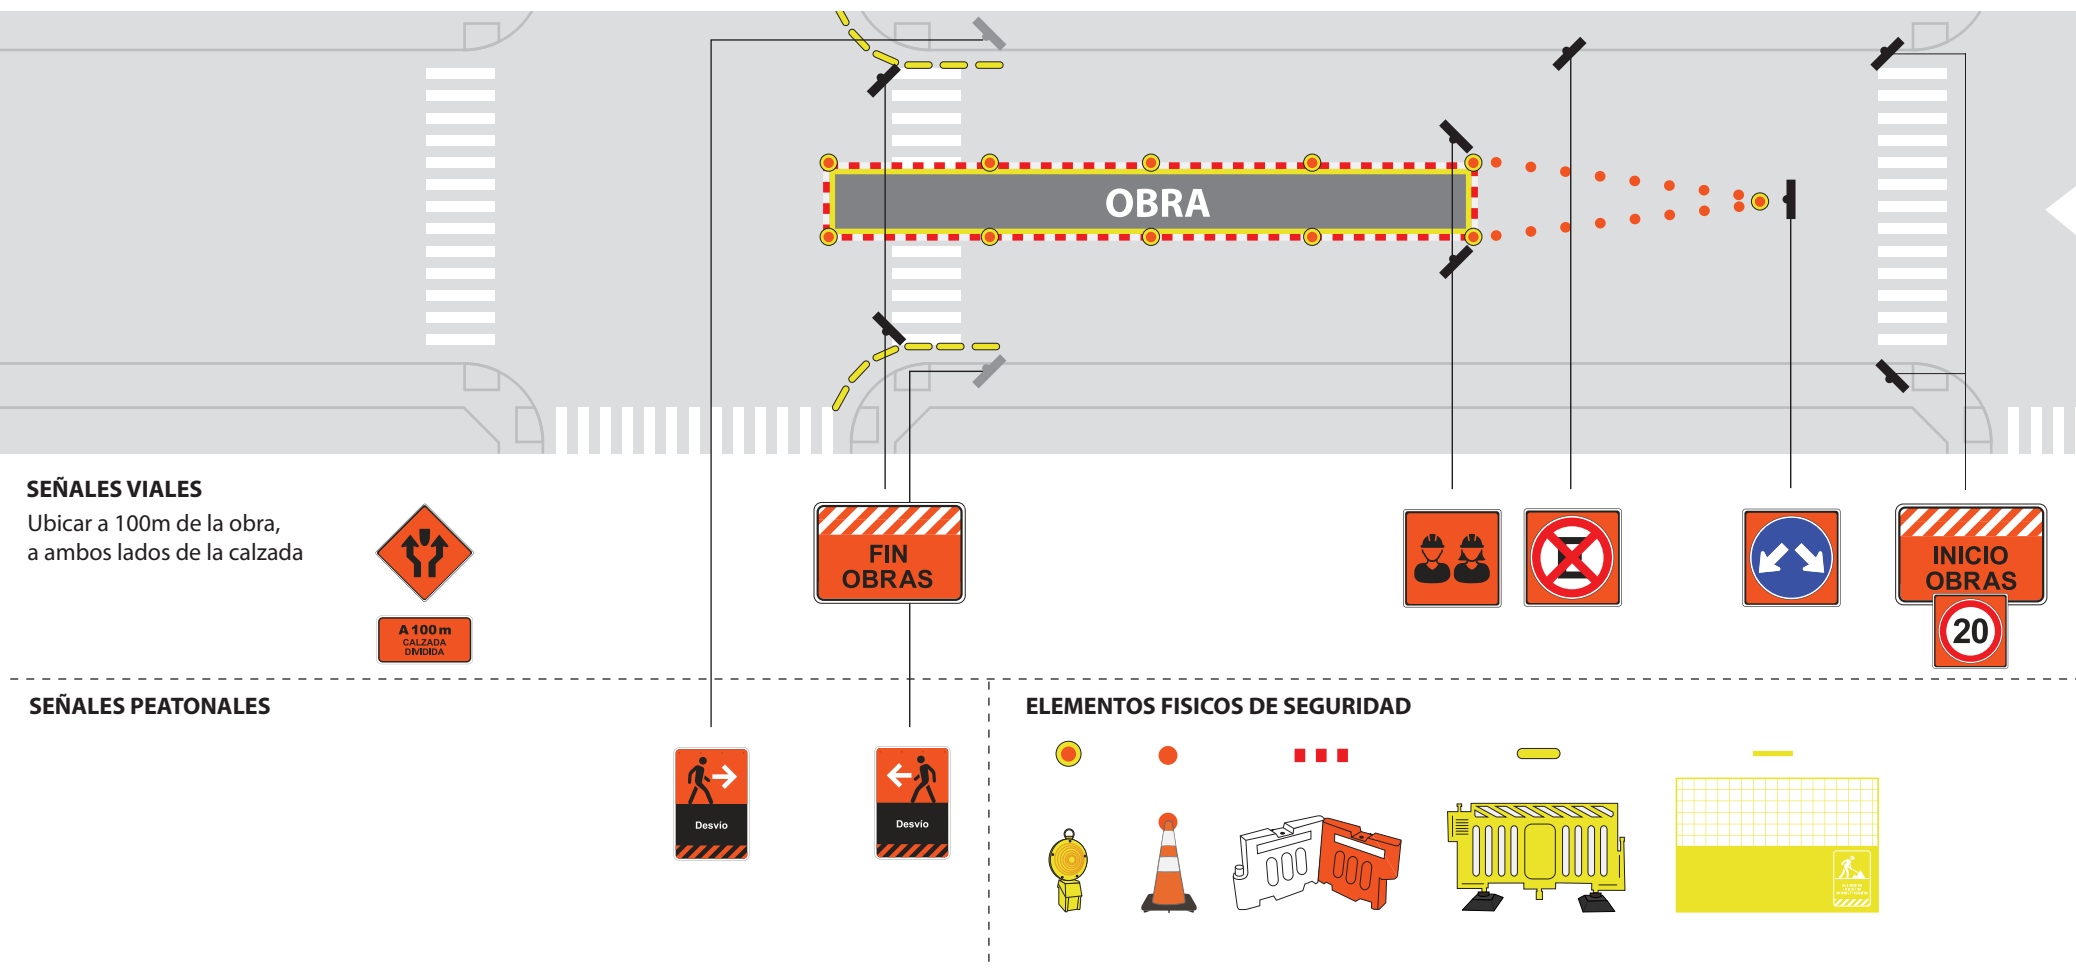 OBRA
SEÑALES VIALES
Ubicar a 100m de la obra,
a ambos lados de la calzada
A 100 m
CALZADA
DIVIDIDA
FIN
OBRAS
INICIO
OBRAS
20
SEÑALES PEATONALES
Desvío
Desvío
ELEMENTOS FISICOS DE SEGURIDAD